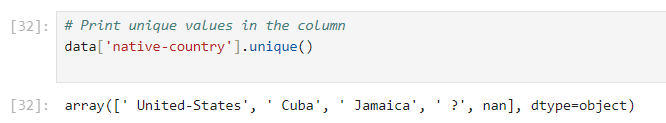 [32]: # Print unique values in the column
data['native-country'].unique()
[32]: array([' United-States', ' Cuba', ' Jamaica', ' ?', nan], dtype=object)